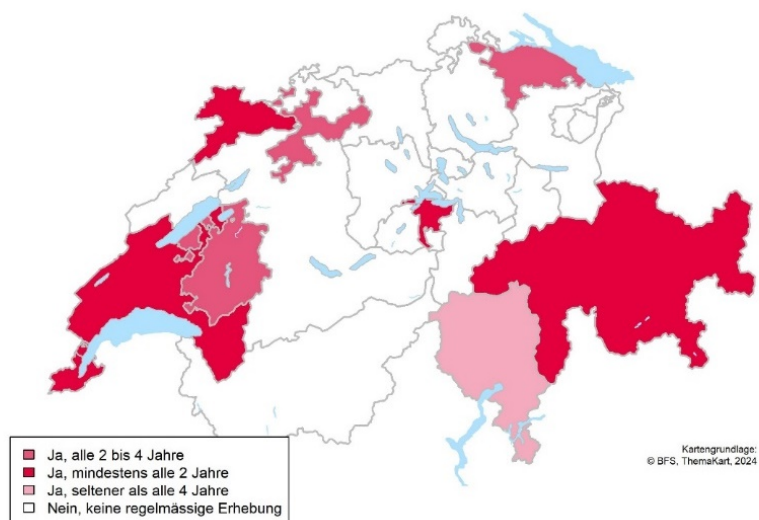 Ja, alle 2 bis 4 Jahre
Ja, mindestens alle 2 Jahre
Ja, seltener als alle 4 Jahre
Nein, keine regelmässige Erhebung
Kartengrundlage:
© BFS, ThemaKart, 2024